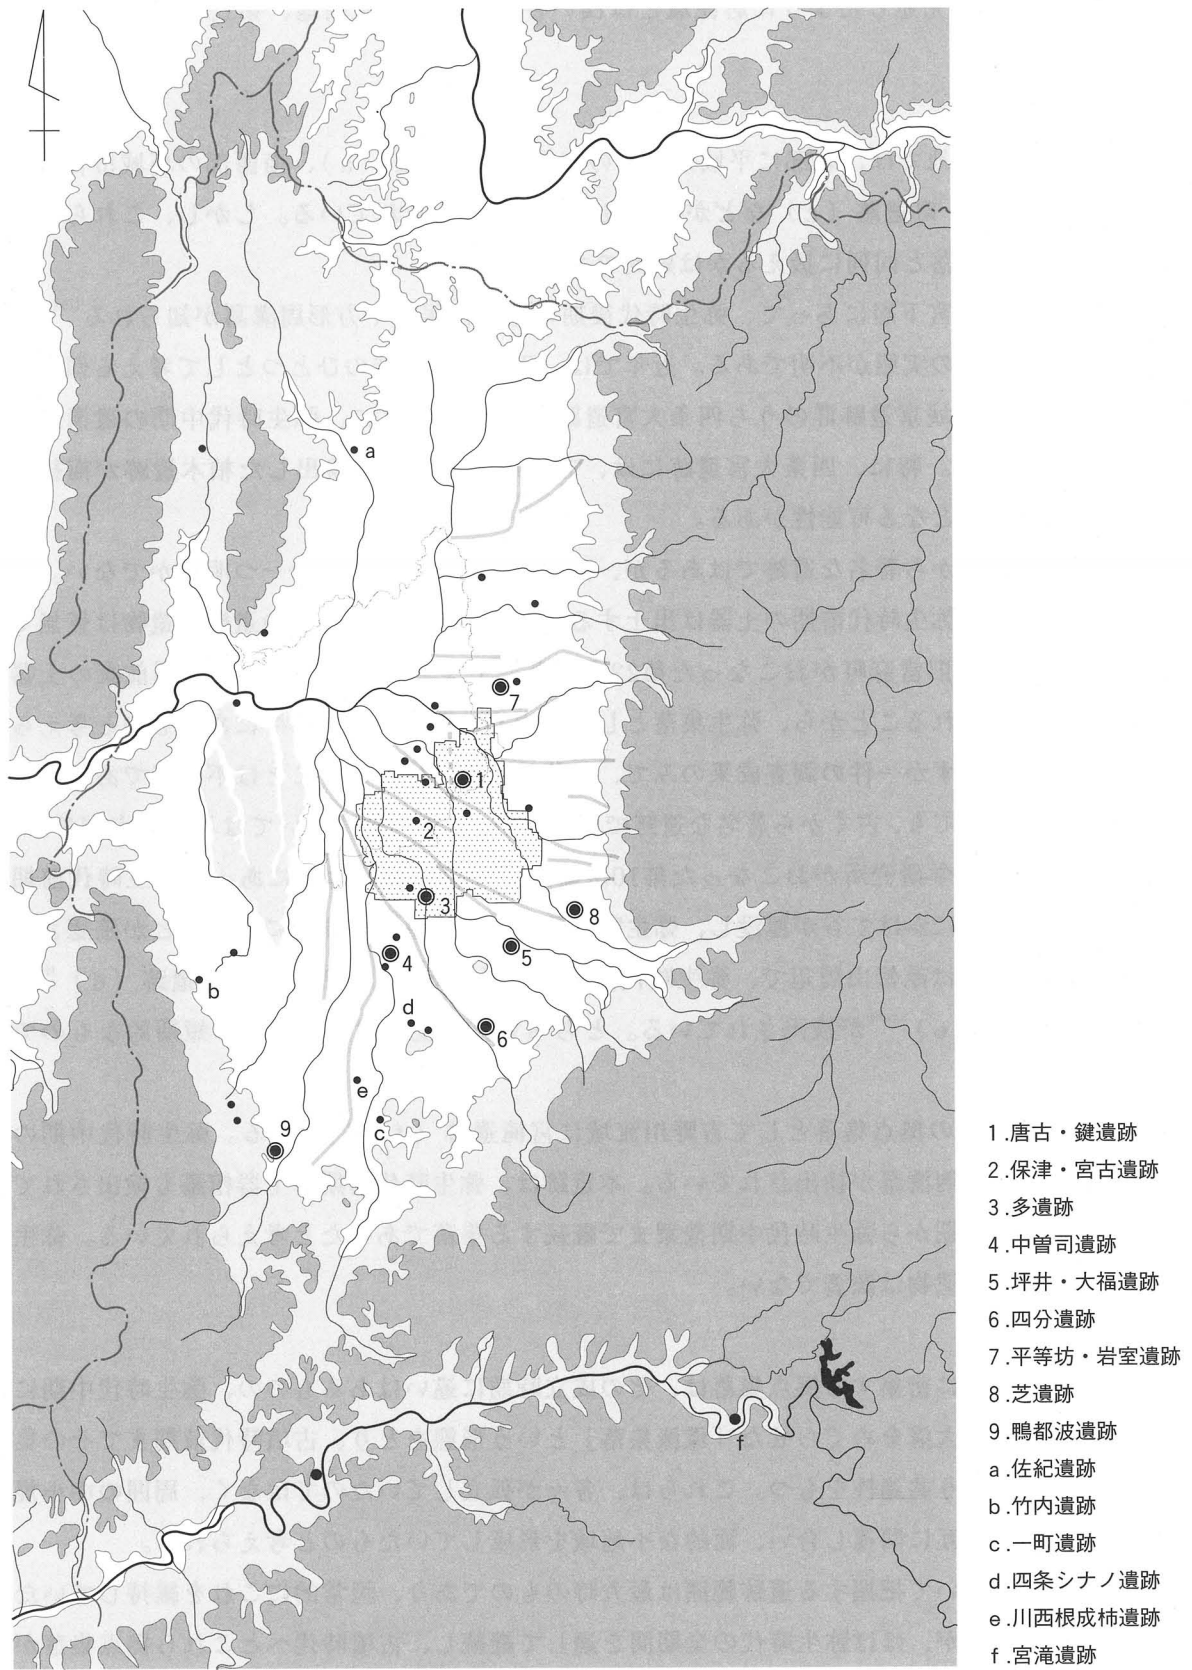 a
7
1
2
3
8
4
5
b
d
6
e
c
9
f
1.唐古・鍵遺跡
2.保津・宮古遺跡
3.多遺跡
4.中曽司遺跡
5.坪井・大福遺跡
6.四分遺跡
7.平等坊・岩室遺跡
8.芝遺跡
9.鴨都波遺跡
a.佐紀遺跡
b.竹内遺跡
c.一町遺跡
d.四条シナノ遺跡
e.川西根成柿遺跡
f.宮滝遺跡